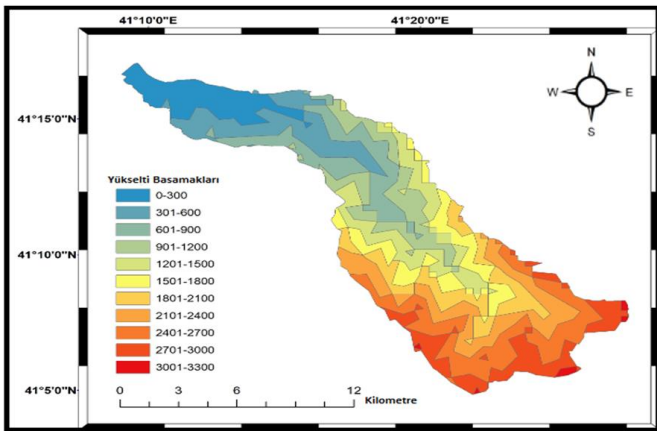 41°10'0"E 41°20'0"E
41°15'0"N
41°10'0"N
41°5'0"N
N
W E
S
Yükselti Basamakları
0-300
301-600
601-900
901-1200
1201-1500
1501-1800
1801-2100
2101-2400
2401-2700
2701-3000
3001-3300
0 3 6 12
Kilometre